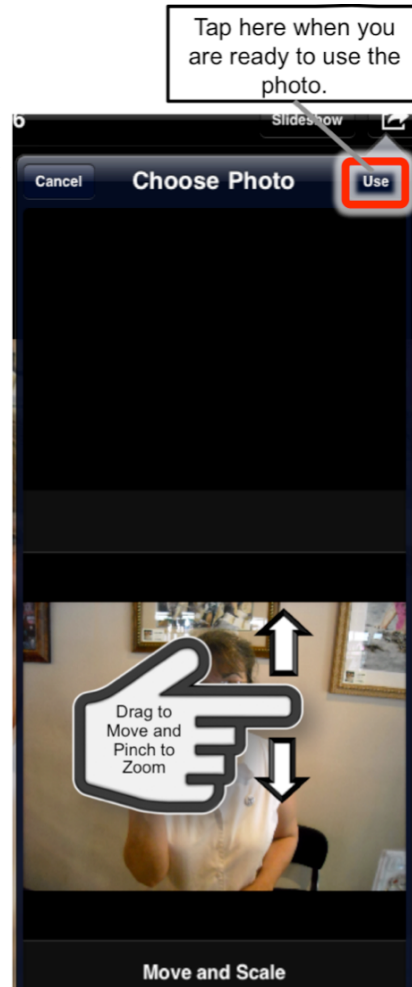 Tap here when you
are ready to use the
photo.
6
Slideshow
Cancel
Choose Photo
Use
Drag to
Move and
Pinch to
Zoom
Move and Scale